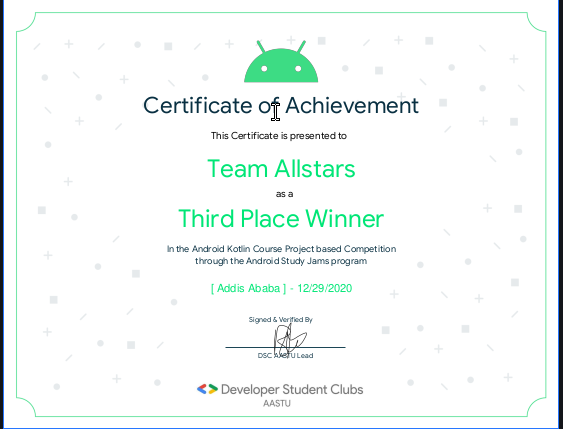 Certificate of Achievement
This Certificate is presented to
Team Allstars
as a
Third Place Winner
In the Android Kotlin Course Project based Competition
through the Android Study Jams program
[ Addis Ababa ] - 12/29/2020
Signed & Verified By
DSC AASTU Lead
Developer Student Clubs
AASTU